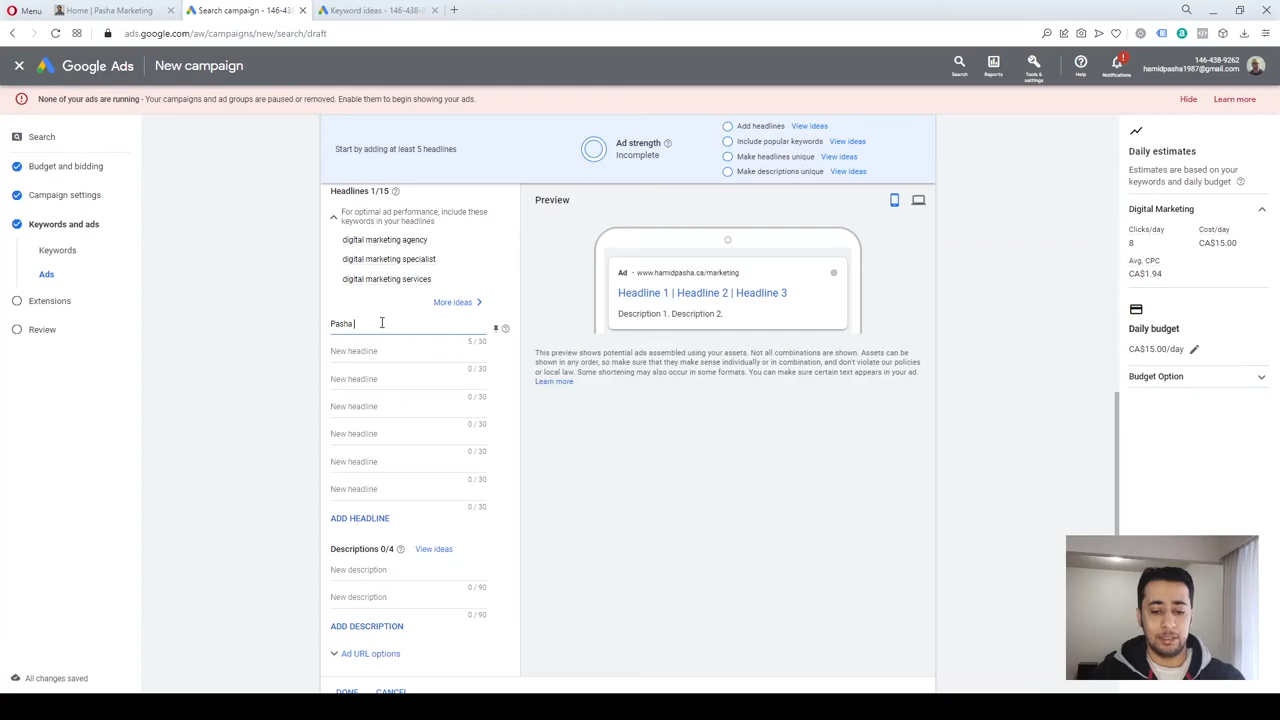 Menu
Home | Pasha Marketing
Search campaign - 146-438
Keyword ideas - 146-438-9
ads.google.com/aw/campaigns/new/search/draft
Google Ads
New campaign
Search
Reports
Tools & settings
Help
Notifications
146-438-9262
hamidpasha1987@gmail.com
None of your ads are running - Your campaigns and ad groups are paused or removed. Enable them to begin showing your ads.
Hide
Learn more
Search
Budget and bidding
Campaign settings
Keywords and ads
Keywords
Ads
Extensions
Review
All changes saved
Start by adding at least 5 headlines
Ad strength
Incomplete
Add headlines View ideas
Include popular keywords View ideas
Make headlines unique View ideas
Make descriptions unique View ideas
Headlines 1/15
For optimal ad performance, include these
keywords in your headlines
digital marketing agency
digital marketing specialist
digital marketing services
More ideas
Pasha
5 / 30
New headline
0 / 30
New headline
0 / 30
New headline
0 / 30
New headline
0 / 30
New headline
0 / 30
New headline
0 / 30
ADD HEADLINE
Descriptions 0/4 View ideas
New description
0 / 90
New description
0 / 90
ADD DESCRIPTION
Ad URL options
DONE CANCEL
Preview
Ad · www.hamidpasha.ca/marketing
Headline 1 | Headline 2 | Headline 3
Description 1. Description 2.
This preview shows potential ads assembled using your assets. Not all combinations are shown. Assets can be
shown in any order, so make sure that they make sense individually or in combination, and don't violate our policies
or local law. Some shortening may also occur in some formats. You can make sure certain text appears in your ad.
Learn more
Daily estimates
Estimates are based on your
keywords and daily budget
Digital Marketing
Clicks/day
8
Cost/day
CA$15.00
Avg. CPC
CA$1.94
Daily budget
CA$15.00/day
Budget Option